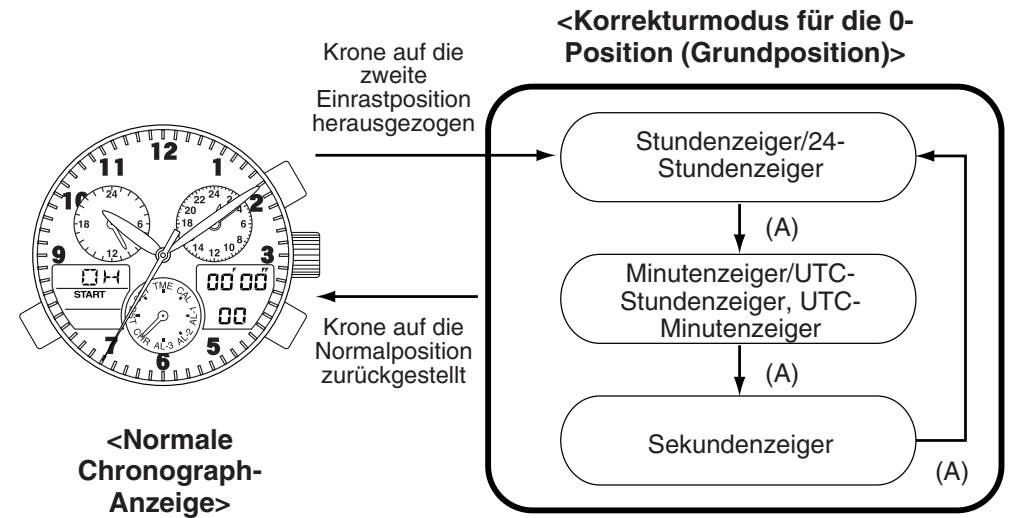 <Korrekturmodus für die 0-
Position (Grundposition)>
Krone auf die
zweite
Einrastposition
herausgezogen
Stundenzeiger/24-
Stundenzeiger
(A)
Minutenzeiger/UTC-
Stundenzeiger, UTC-
Minutenzeiger
(A)
Sekundenzeiger
(A)
Krone auf die
Normalposition
zurückgestellt
12
11
1
10
2
9
3
7
5
6
24
18
6
12
22 24 2
20 4
18 6
8
14 12 10
0H
START
00'00"
00
TME CAL
AL-1
AL-2
AL-3
CHR
<Normale
Chronograph-
Anzeige>